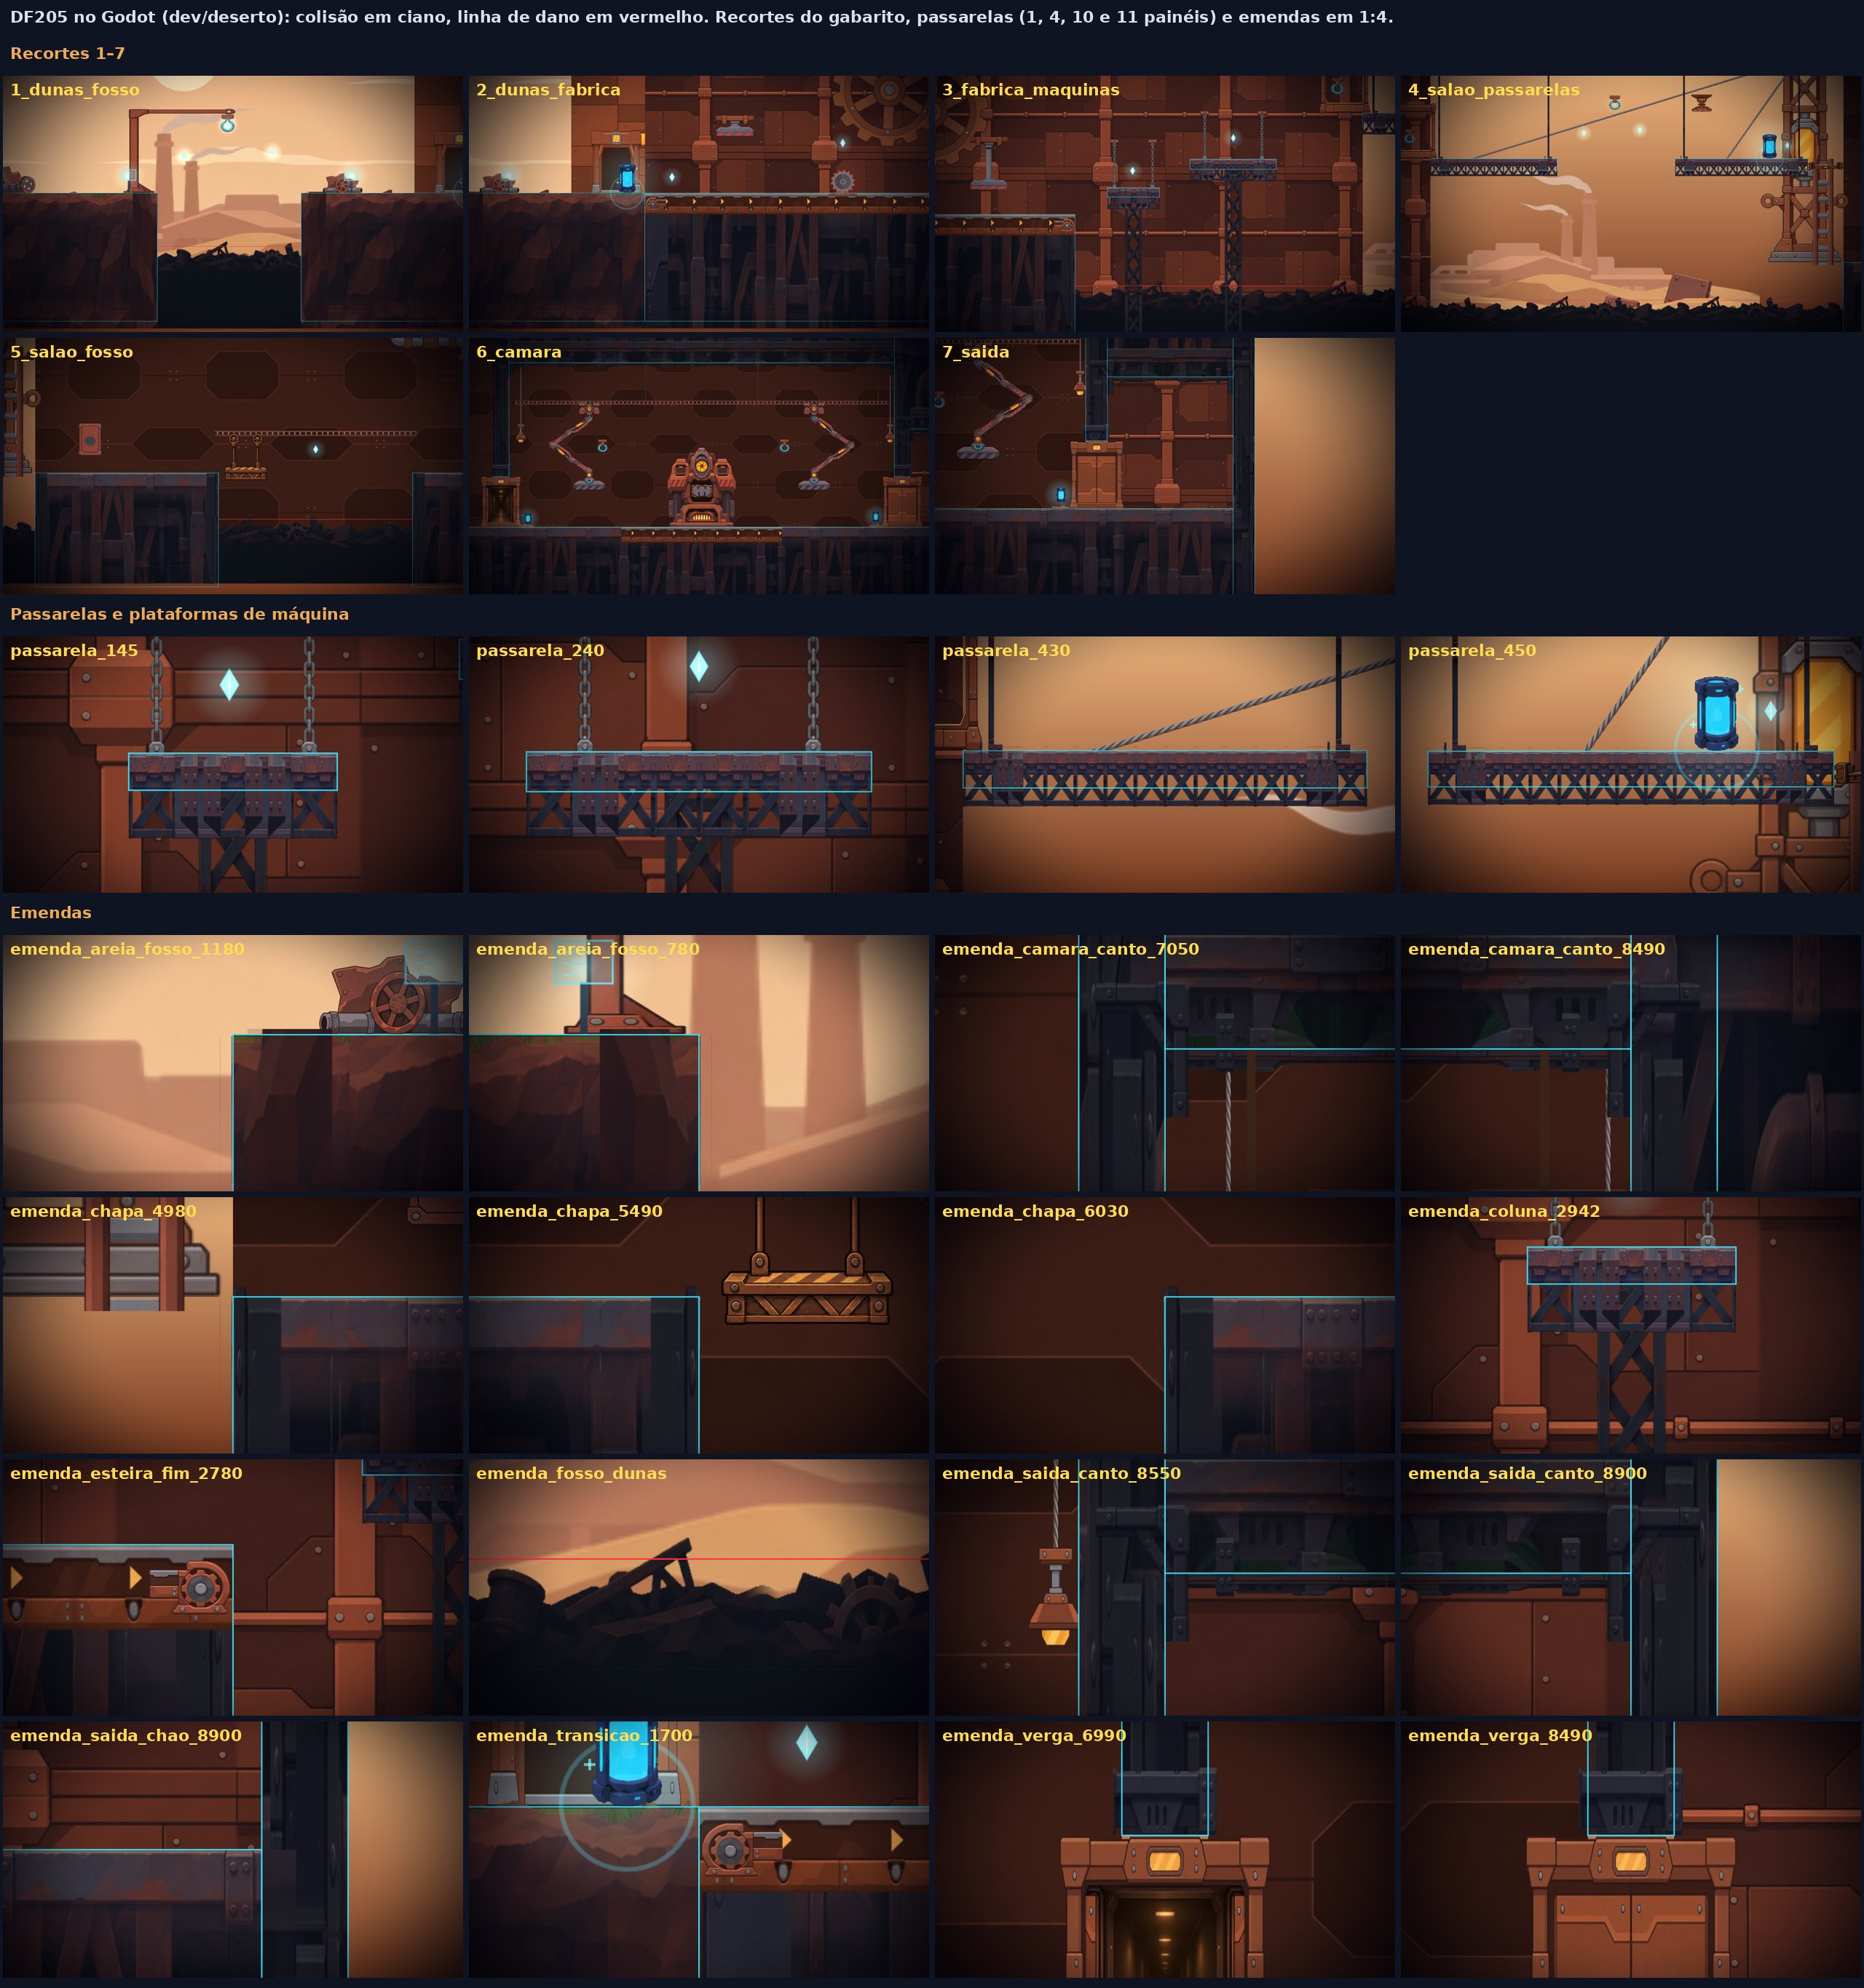 DF205 no Godot (dev/deserto): colisão em ciano, linha de dano em vermelho. Recortes do gabarito, passarelas (1, 4, 10 e 11 painéis) e emendas em 1:4.
Recortes 1–7
1_dunas_fosso
2_dunas_fabrica
3_fabrica_maquinas
4_salao_passarelas
5_salao_fosso
6_camara
7_saida
Passarelas e plataformas de máquina
passarela_145
passarela_240
passarela_430
passarela_450
Emendas
emenda_areia_fosso_1180
emenda_areia_fosso_780
emenda_camara_canto_7050
emenda_camara_canto_8490
emenda_chapa_4980
emenda_chapa_5490
emenda_chapa_6030
emenda_coluna_2942
emenda_esteira_fim_2780
emenda_fosso_dunas
emenda_saida_canto_8550
emenda_saida_canto_8900
emenda_saida_chao_8900
emenda_transicao_1700
emenda_verga_6990
emenda_verga_8490